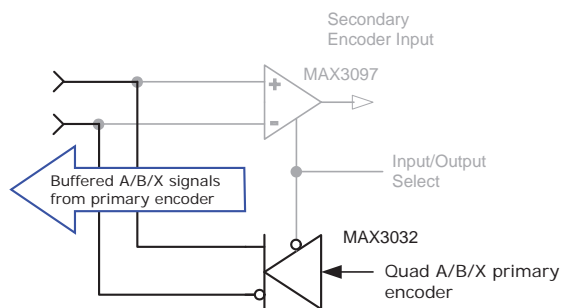 Secondary
Encoder Input
MAX3097
+
-
Input/Output
Select
Buffered A/B/X signals
from primary encoder
MAX3032
Quad A/B/X primary
encoder